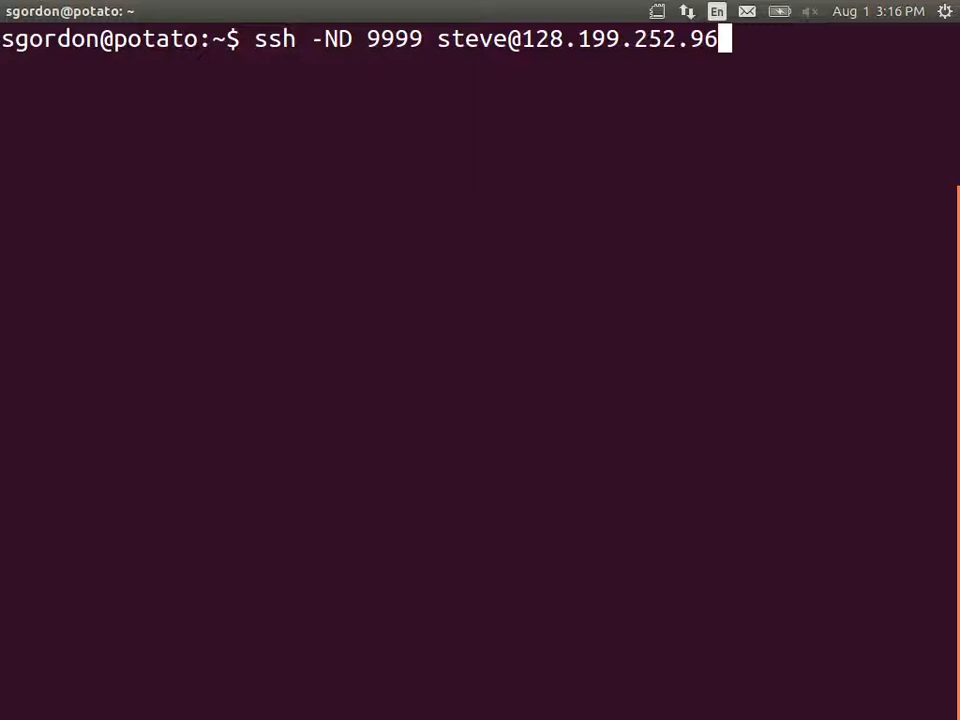 sgordon@potato: ~
En
Aug 1 3:16 PM
sgordon@potato:~$ ssh -ND 9999 steve@128.199.252.96